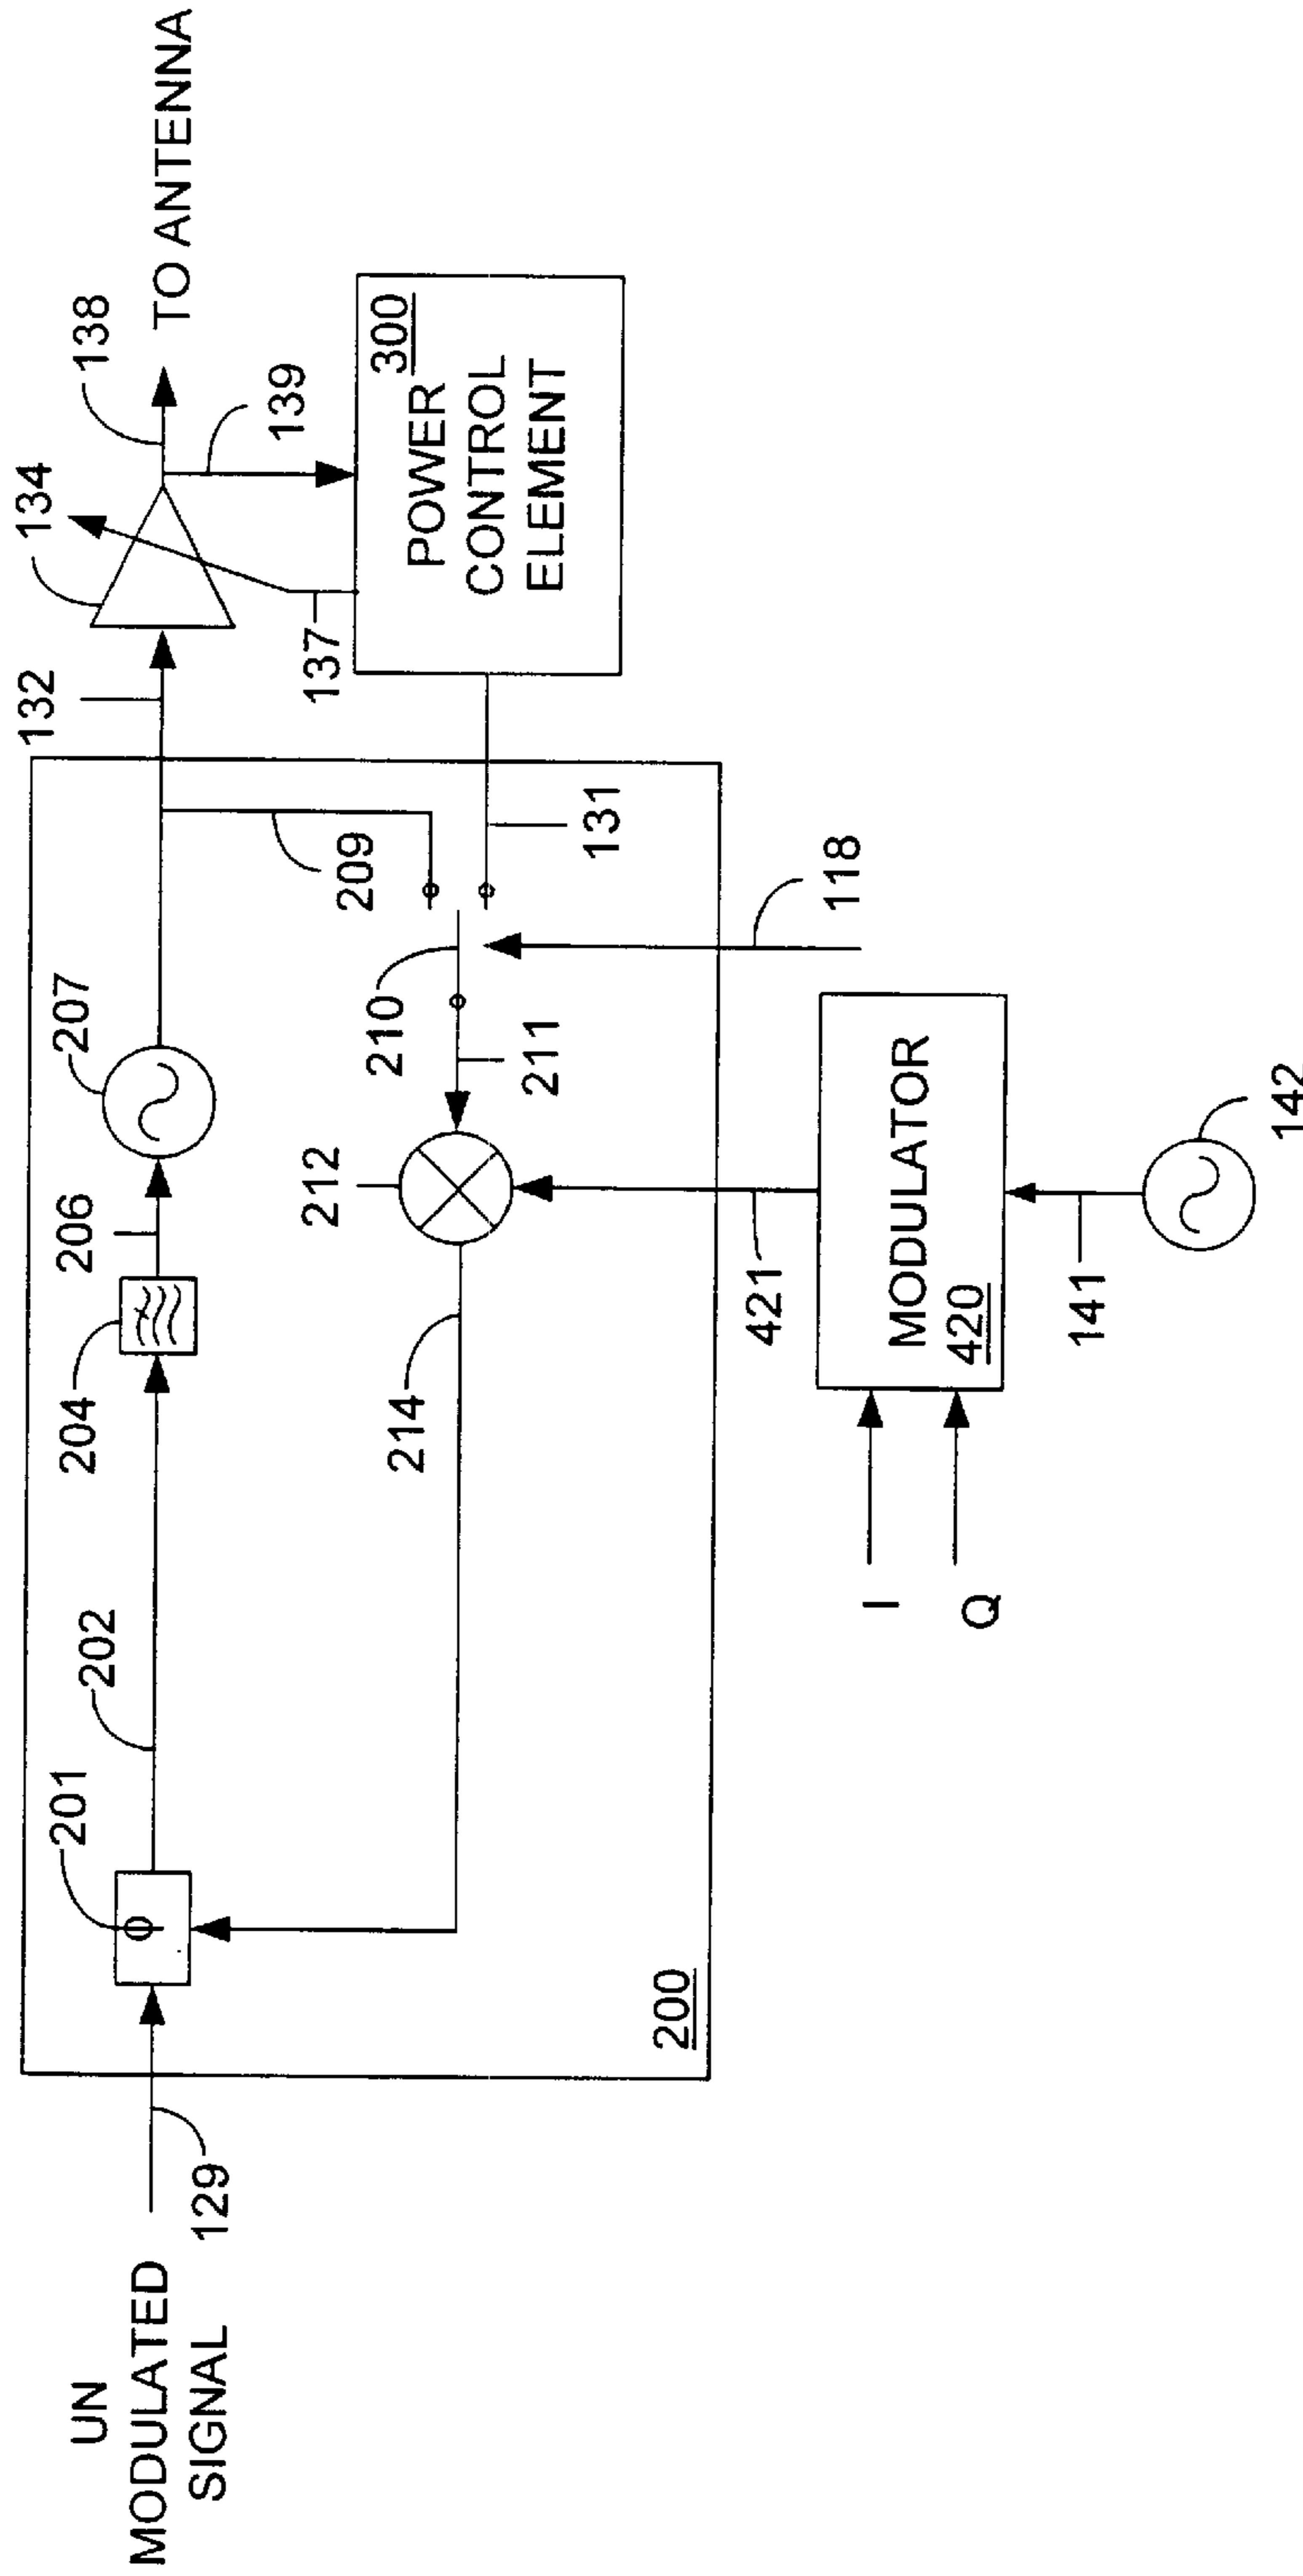 UN
MODULATED
SIGNAL
129
201
202
204
206
207
132
134
138
TO ANTENNA
139
137
300
POWER
CONTROL
ELEMENT
209
131
210
211
212
214
118
200
421
MODULATOR
420
I
Q
141
142